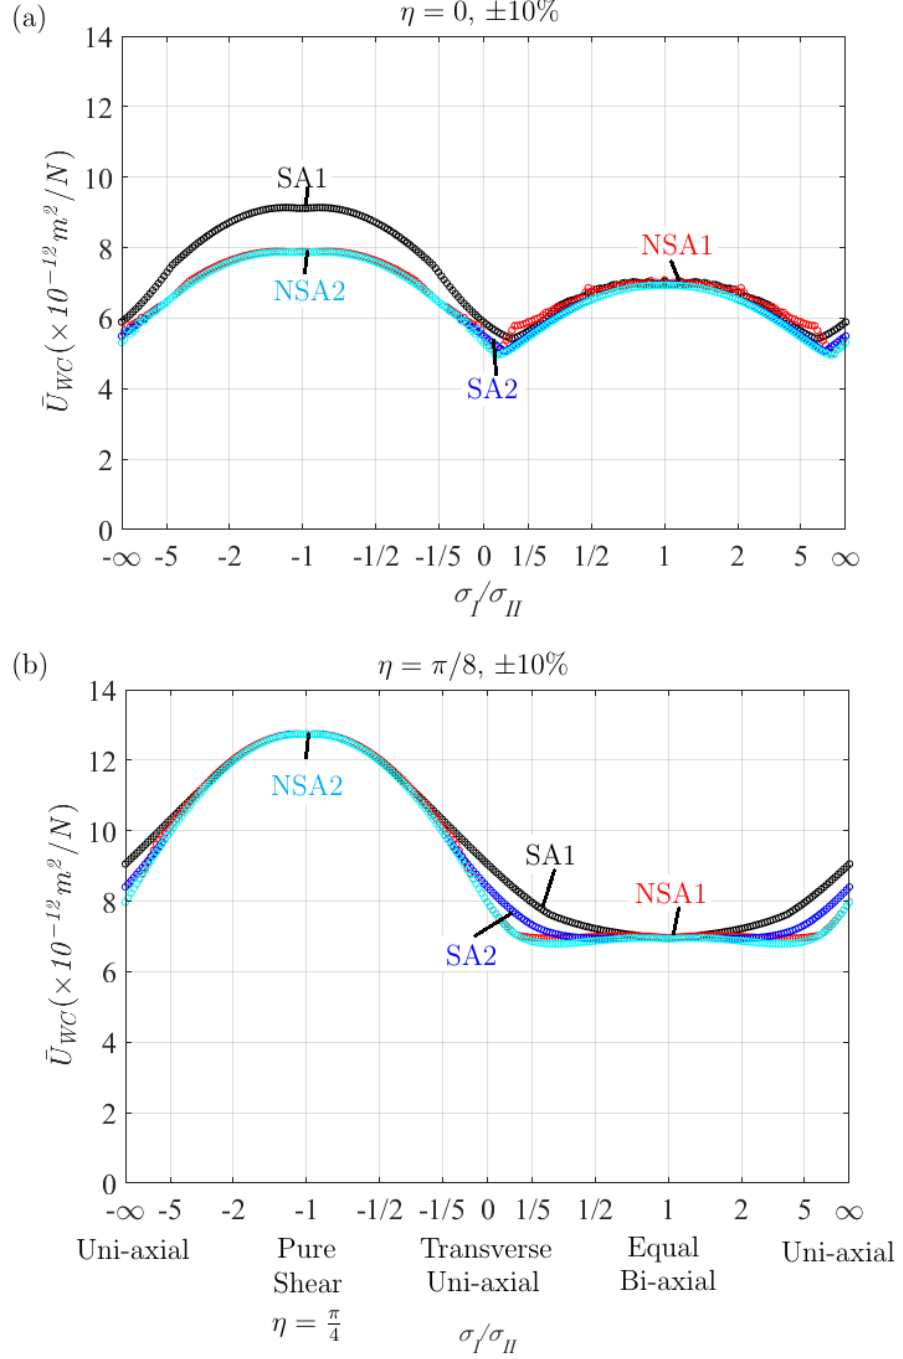 (a)
η = 0, ±10%
14
12
10
8
6
4
2
0
Ū_WC(×10⁻¹²m²/N)
SA1
NSA2
SA2
NSA1
-∞ -5 -2 -1 -1/2 -1/5 0 1/5 1/2 1 2 5 ∞
σ_I/σ_II
(b)
η = π/8, ±10%
14
12
10
8
6
4
2
0
Ū_WC(×10⁻¹²m²/N)
NSA2
SA1
NSA1
SA2
-∞ -5 -2 -1 -1/2 -1/5 0 1/5 1/2 1 2 5 ∞
Uni-axial Pure Shear Transverse Uni-axial Equal Bi-axial Uni-axial
η = π/4
σ_I/σ_II